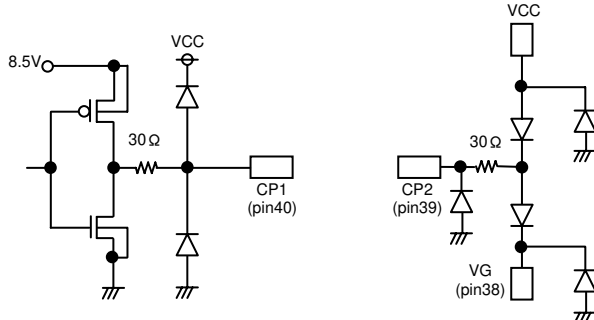 VCC
VCC
8.5V
30Ω
30Ω
CP1
(pin40)
CP2
(pin39)
VG
(pin38)